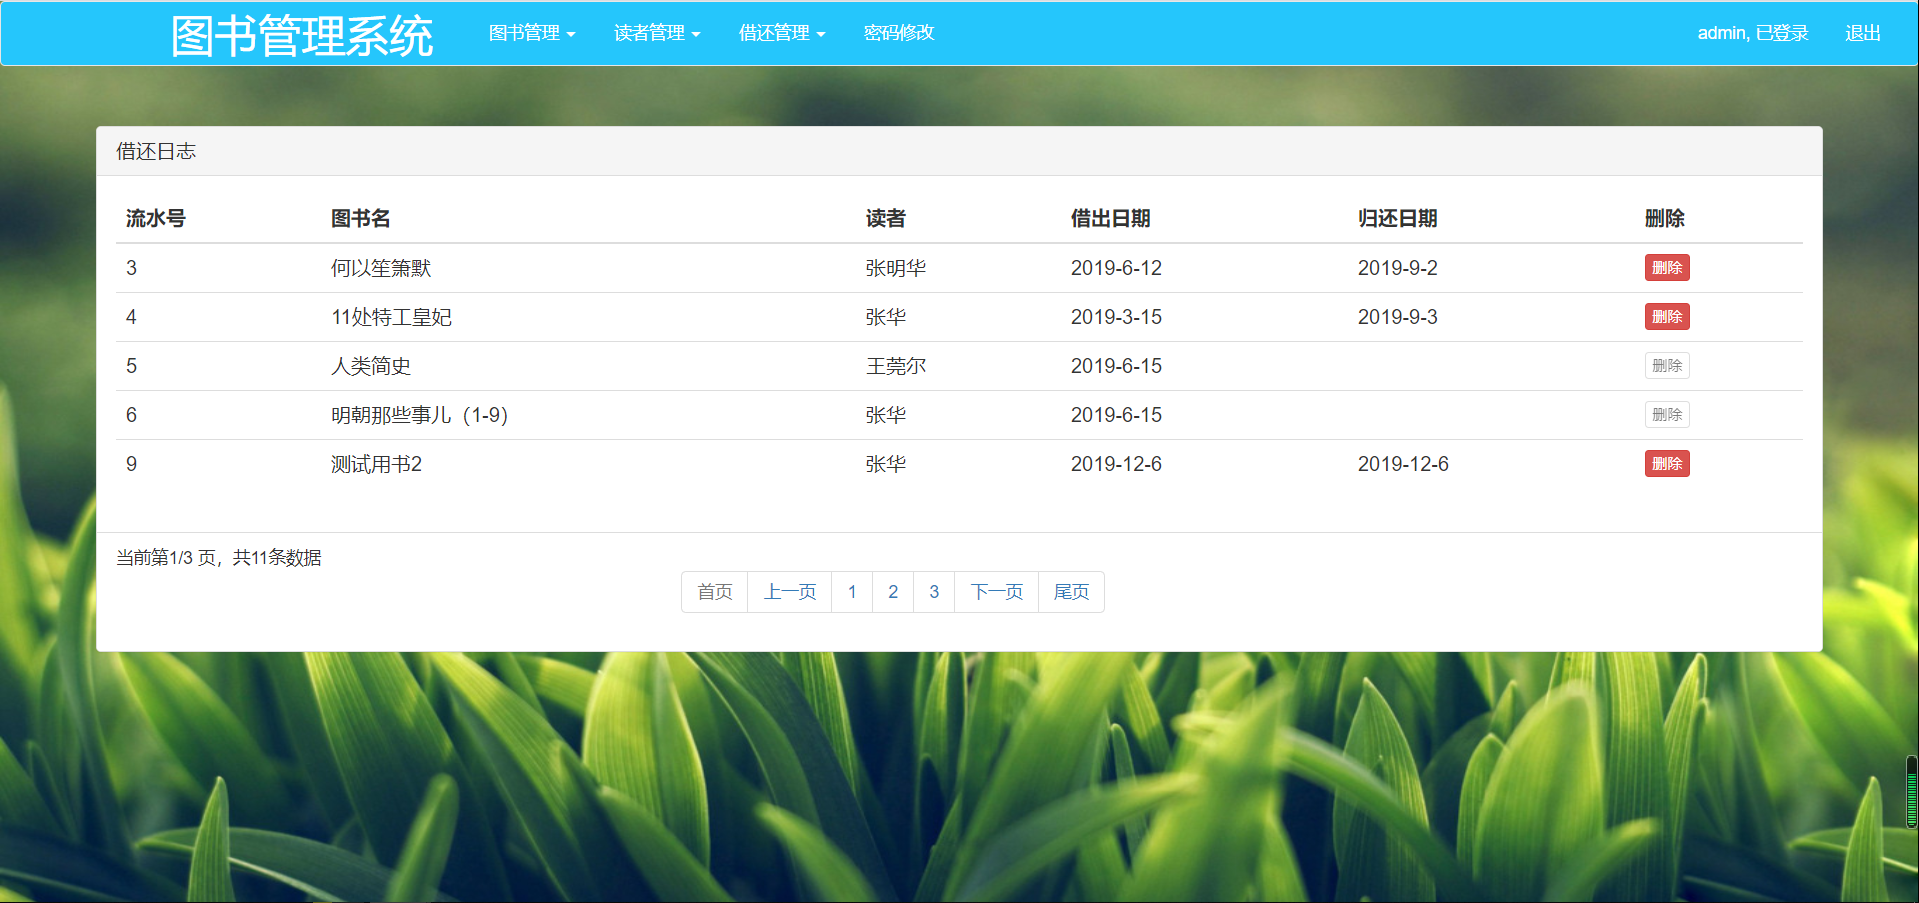 图书管理系统 图书管理 读者管理 借还管理 密码修改 admin, 已登录 退出
借还日志
流水号 图书名 读者 借出日期 归还日期 删除
3 何以笙箫默 张明华 2019-6-12 2019-9-2 删除
4 11处特工皇妃 张华 2019-3-15 2019-9-3 删除
5 人类简史 王莞尔 2019-6-15 删除
6 明朝那些事儿（1-9） 张华 2019-6-15 删除
9 测试用书2 张华 2019-12-6 2019-12-6 删除
当前第1/3 页，共11条数据
首页 上一页 1 2 3 下一页 尾页